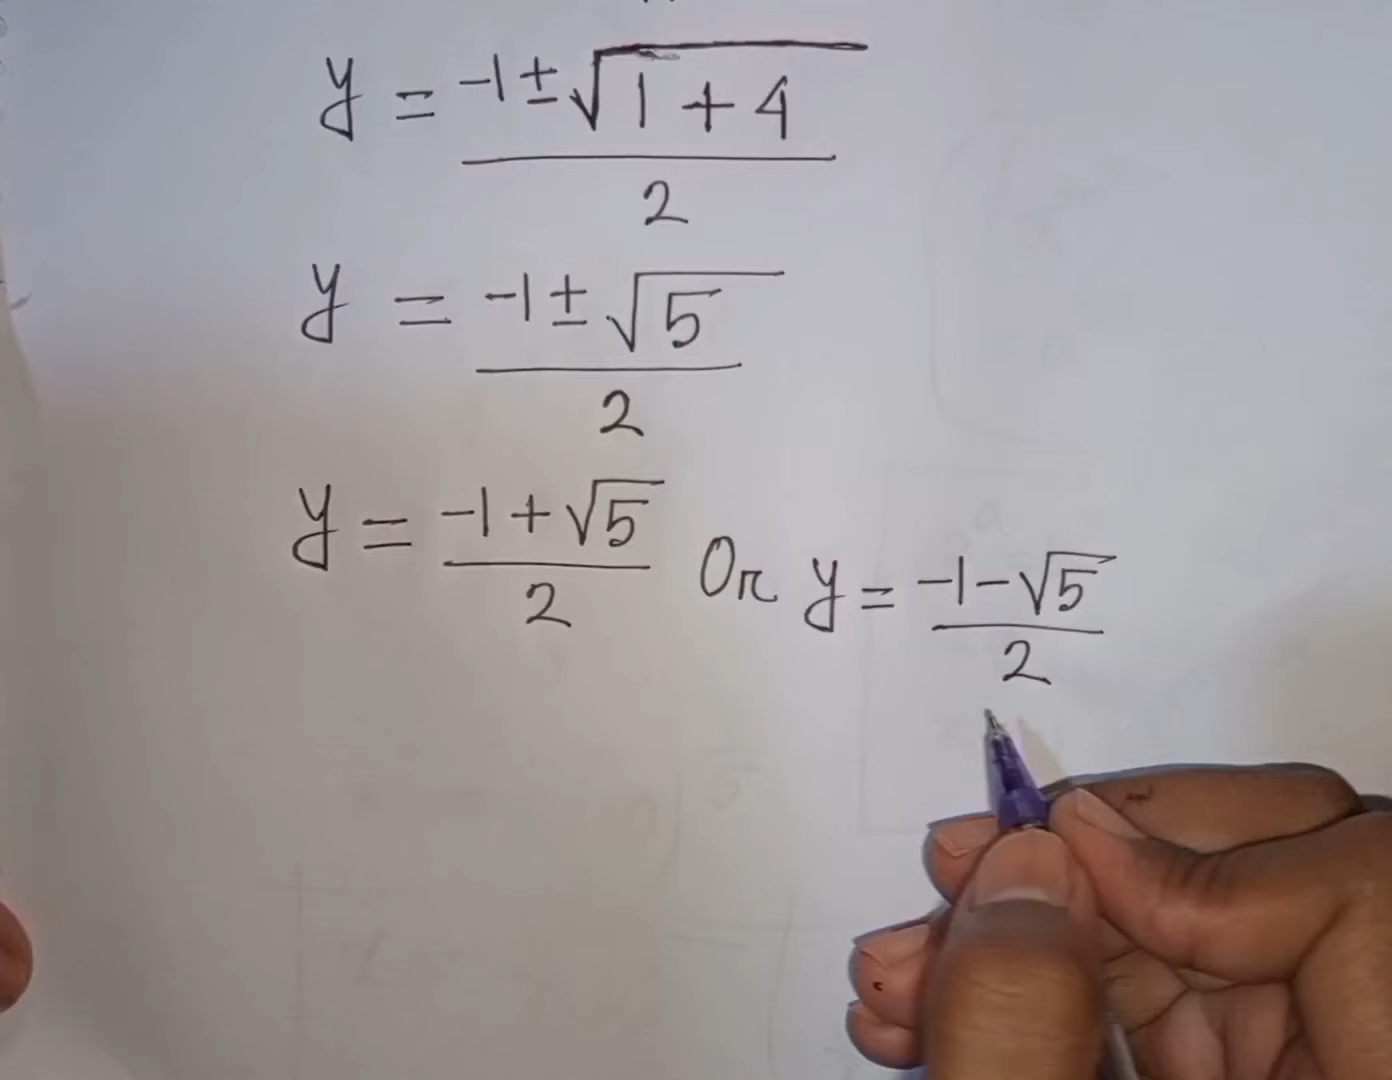 y = (-1 ± √(1 + 4)) / 2
y = (-1 ± √5) / 2
y = (-1 + √5) / 2 Or y = (-1 - √5) / 2